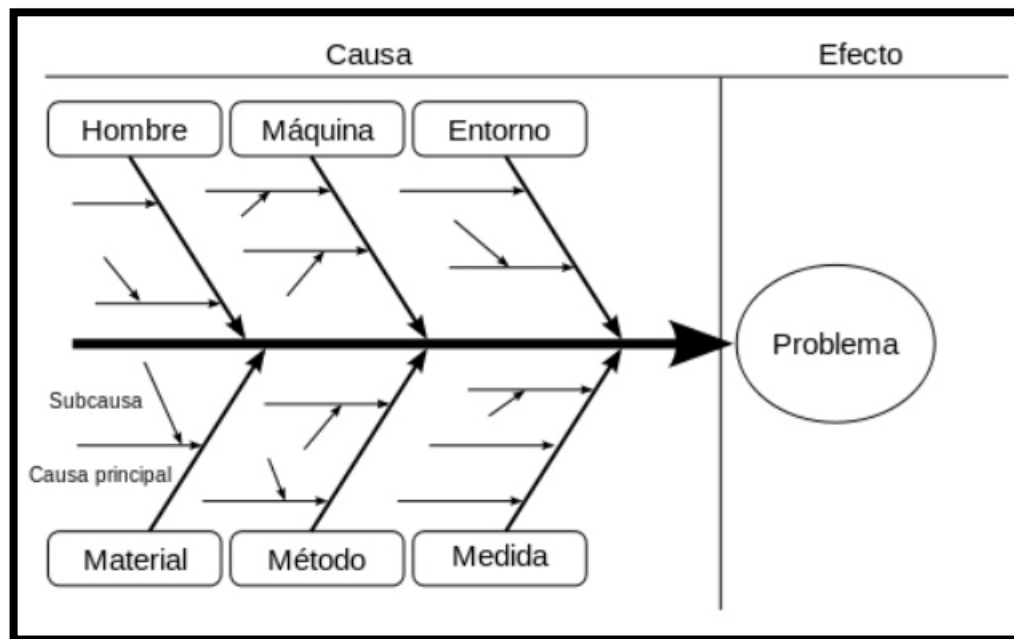 Causa
Efecto
Hombre
Máquina
Entorno
Problema
Subcausa
Causa principal
Material
Método
Medida